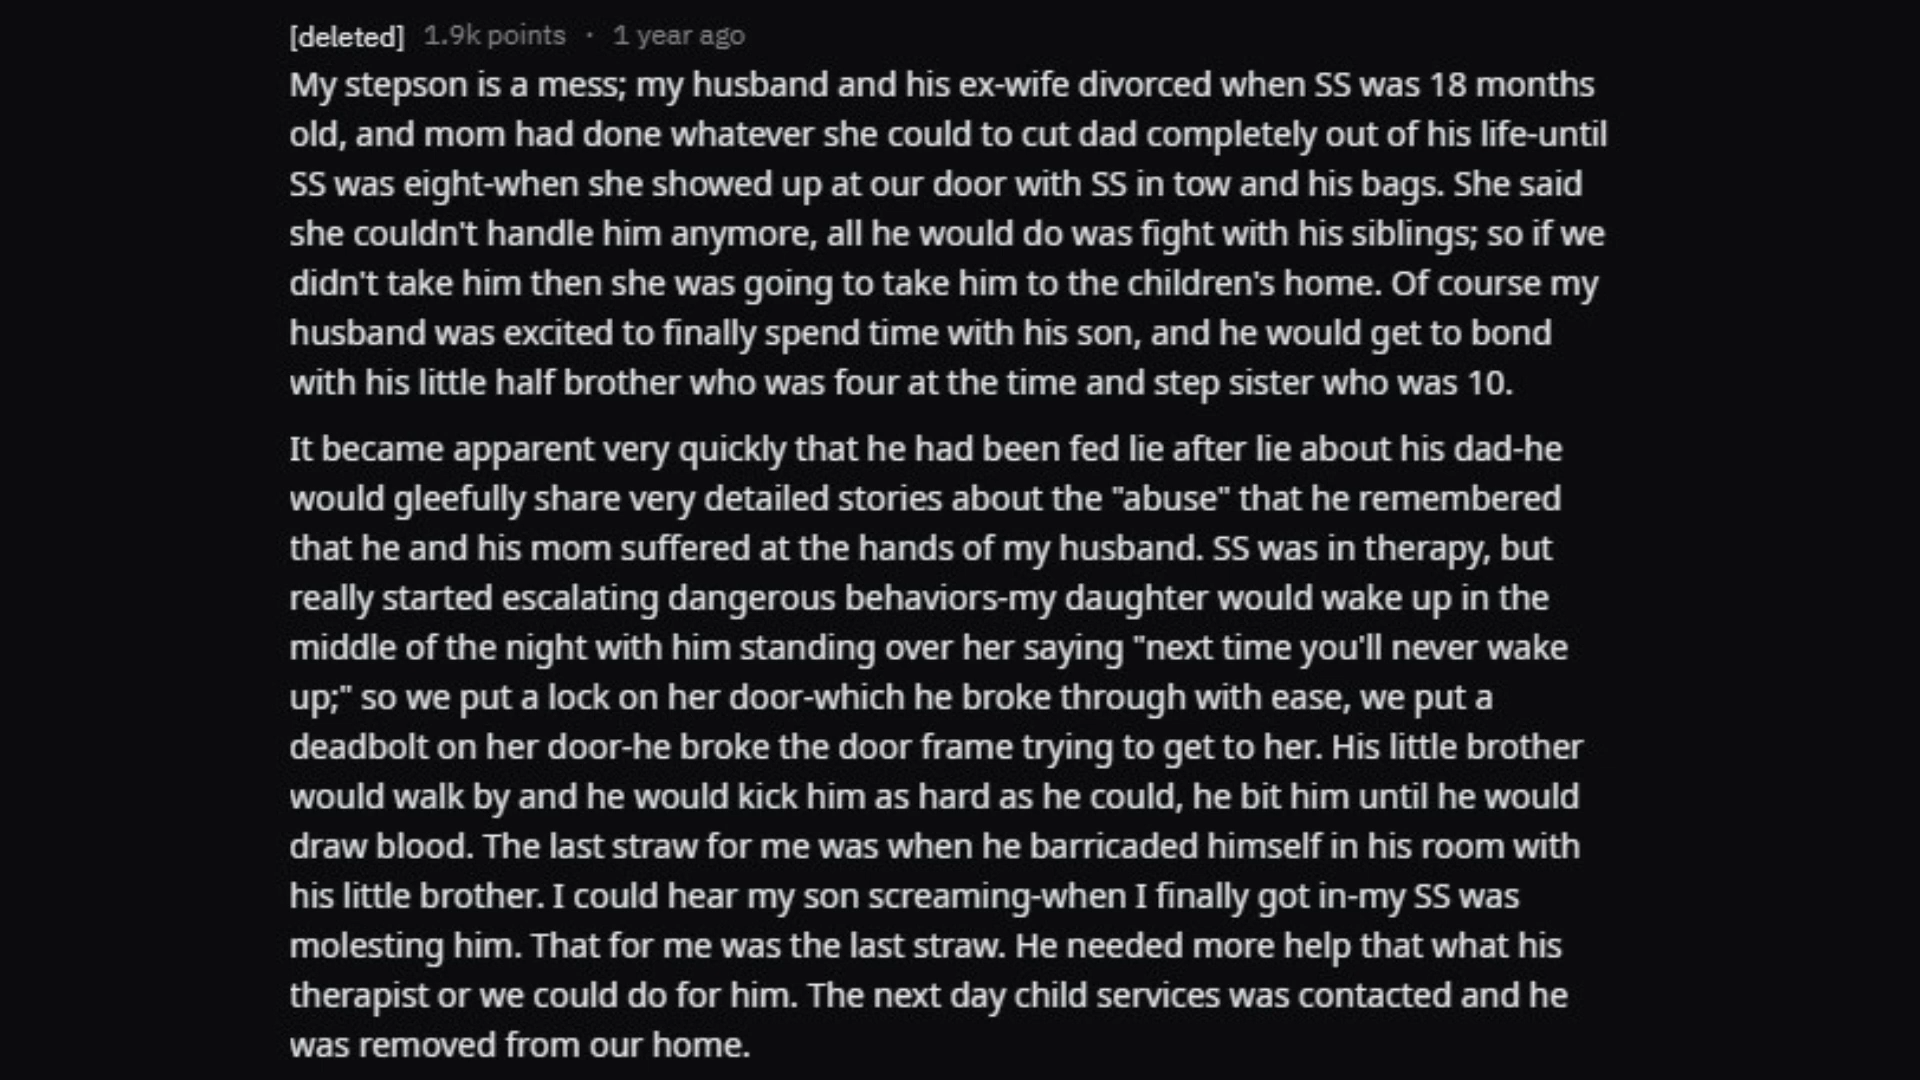 [deleted] 1.9k points · 1 year ago
My stepson is a mess; my husband and his ex-wife divorced when SS was 18 months
old, and mom had done whatever she could to cut dad completely out of his life-until
SS was eight-when she showed up at our door with SS in tow and his bags. She said
she couldn't handle him anymore, all he would do was fight with his siblings; so if we
didn't take him then she was going to take him to the children's home. Of course my
husband was excited to finally spend time with his son, and he would get to bond
with his little half brother who was four at the time and step sister who was 10.
It became apparent very quickly that he had been fed lie after lie about his dad-he
would gleefully share very detailed stories about the "abuse" that he remembered
that he and his mom suffered at the hands of my husband. SS was in therapy, but
really started escalating dangerous behaviors-my daughter would wake up in the
middle of the night with him standing over her saying "next time you'll never wake
up;" so we put a lock on her door-which he broke through with ease, we put a
deadbolt on her door-he broke the door frame trying to get to her. His little brother
would walk by and he would kick him as hard as he could, he bit him until he would
draw blood. The last straw for me was when he barricaded himself in his room with
his little brother. I could hear my son screaming-when I finally got in-my SS was
molesting him. That for me was the last straw. He needed more help that what his
therapist or we could do for him. The next day child services was contacted and he
was removed from our home.